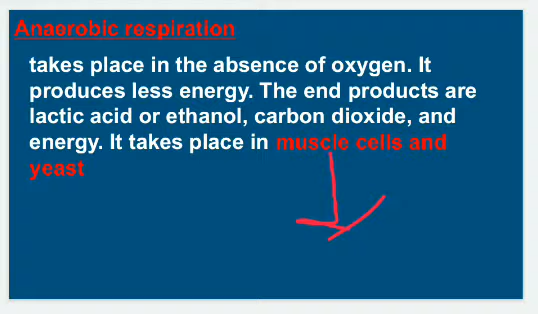 Anaerobic respiration
takes place in the absence of oxygen. It
produces less energy. The end products are
lactic acid or ethanol, carbon dioxide, and
energy. It takes place in muscle cells and
yeast